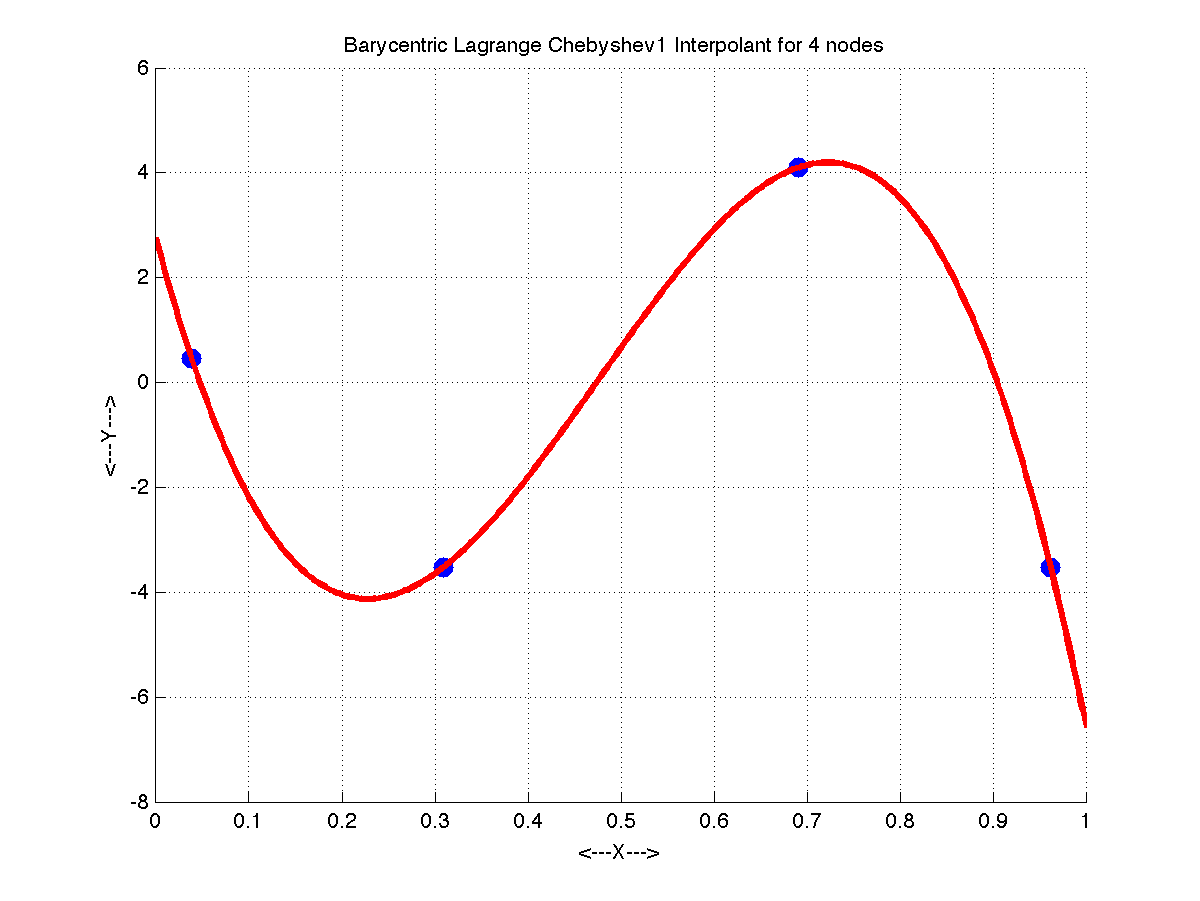 Barycentric Lagrange Chebyshev1 Interpolant for 4 nodes
6
4
2
0
-2
-4
-6
-8
<---Y--->
0 0.1 0.2 0.3 0.4 0.5 0.6 0.7 0.8 0.9 1
<---X--->